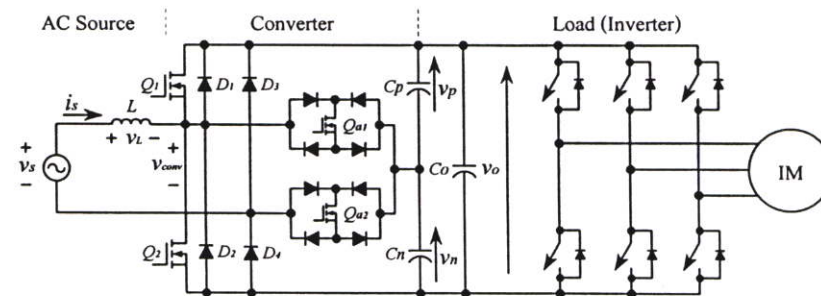 AC Source
Converter
Load (Inverter)
Q1
D1
D3
Cp
vp
is
L
Qa1
+ vL −
+
vs
−
+
vconv
−
Co
vo
IM
Qa2
Q2
D2
D4
Cn
vn